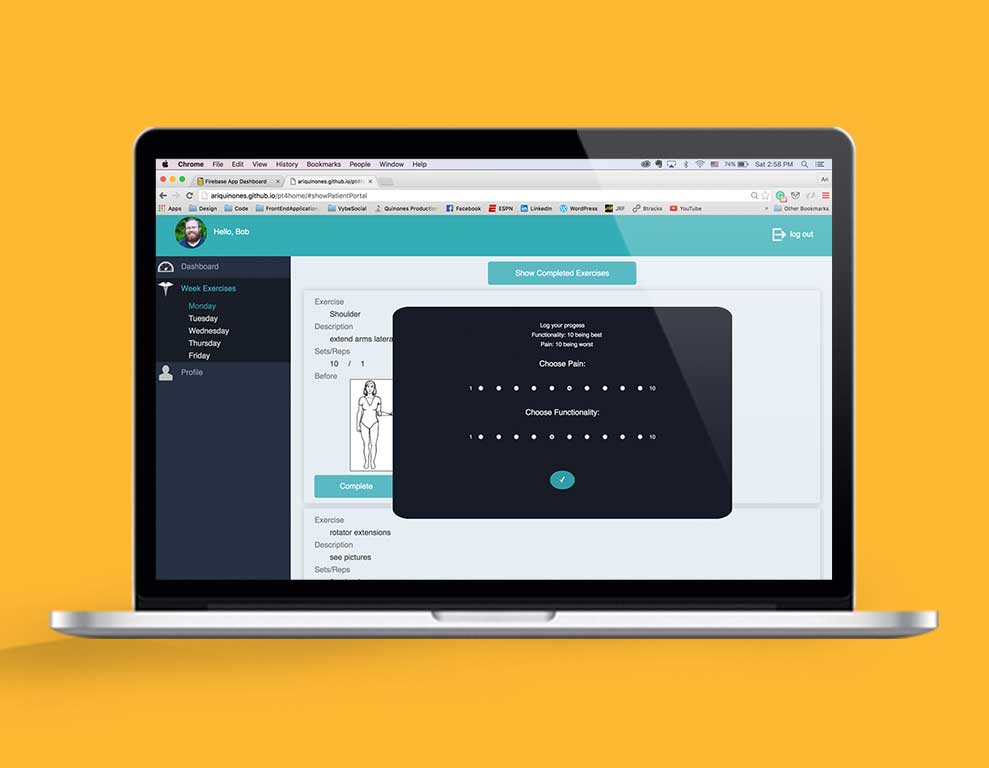 Chrome File Edit View History Bookmarks People Window Help 74% Sat 2:58 PM
Firebase App Dashboard ariquinones.github.io/pt4h Ari
ariquinones.github.io/pt4home/#showPatientPortal
Apps Design Code FrontEndApplication VybeSocial Quinones Production Facebook ESPN LinkedIn WordPress JRF Btracks YouTube » Other Bookmarks
Hello, Bob
log out
Dashboard
Week Exercises
Monday
Tuesday
Wednesday
Thursday
Friday
Profile
Show Completed Exercises
Exercise
Shoulder
Description
extend arms latera
Sets/Reps
10 / 1
Before
Complete
Log your progess
Functionality: 10 being best
Pain: 10 being worst
Choose Pain:
1 10
Choose Functionality:
1 10
Exercise
rotator extensions
Description
see pictures
Sets/Reps